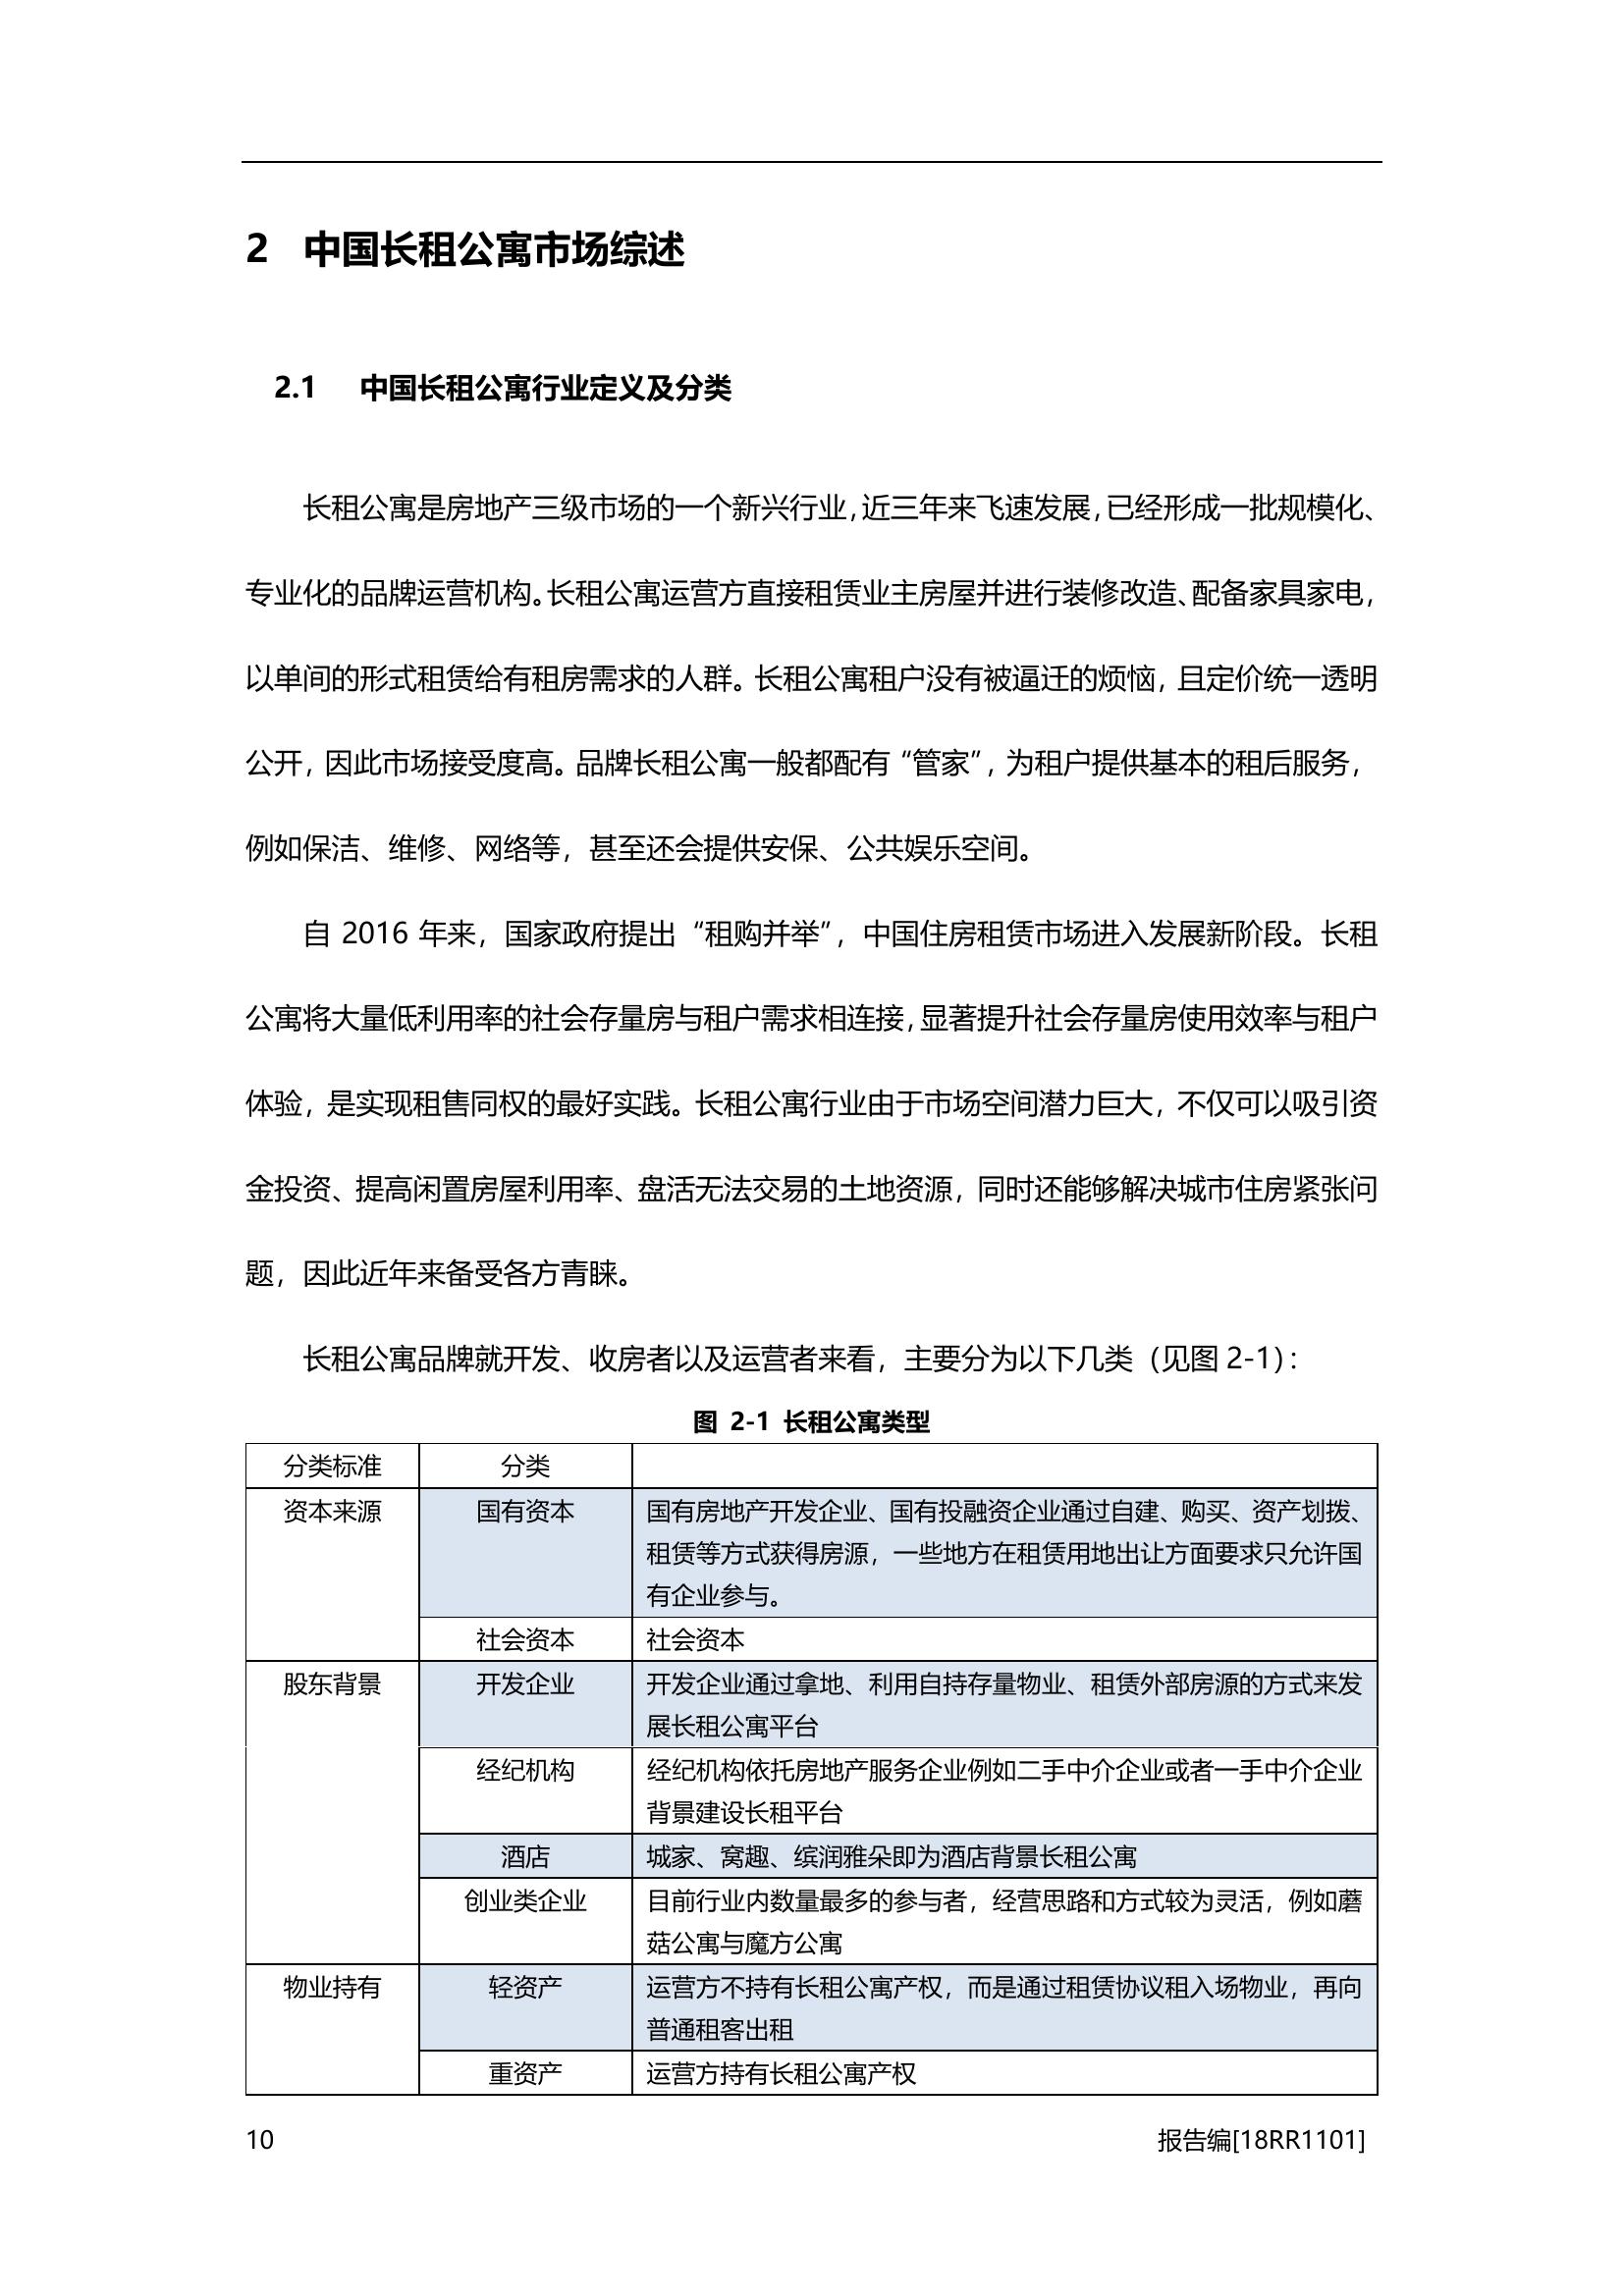 2 中国长租公寓市场综述
2.1 中国长租公寓行业定义及分类
长租公寓是房地产三级市场的一个新兴行业,近三年来飞速发展,已经形成一批规模化、
专业化的品牌运营机构。长租公寓运营方直接租赁业主房屋并进行装修改造、配备家具家电，
以单间的形式租赁给有租房需求的人群。长租公寓租户没有被逼迁的烦恼，且定价统一透明
公开，因此市场接受度高。品牌长租公寓一般都配有“管家”，为租户提供基本的租后服务，
例如保洁、维修、网络等，甚至还会提供安保、公共娱乐空间。
自 2016 年来，国家政府提出“租购并举”，中国住房租赁市场进入发展新阶段。长租
公寓将大量低利用率的社会存量房与租户需求相连接，显著提升社会存量房使用效率与租户
体验，是实现租售同权的最好实践。长租公寓行业由于市场空间潜力巨大，不仅可以吸引资
金投资、提高闲置房屋利用率、盘活无法交易的土地资源，同时还能够解决城市住房紧张问
题，因此近年来备受各方青睐。
长租公寓品牌就开发、收房者以及运营者来看，主要分为以下几类（见图 2-1）：
图 2-1 长租公寓类型
分类标准 分类
资本来源 国有资本 国有房地产开发企业、国有投融资企业通过自建、购买、资产划拨、
租赁等方式获得房源，一些地方在租赁用地出让方面要求只允许国
有企业参与。
社会资本 社会资本
股东背景 开发企业 开发企业通过拿地、利用自持存量物业、租赁外部房源的方式来发
展长租公寓平台
经纪机构 经纪机构依托房地产服务企业例如二手中介企业或者一手中介企业
背景建设长租平台
酒店 城家、窝趣、缤润雅朵即为酒店背景长租公寓
创业类企业 目前行业内数量最多的参与者，经营思路和方式较为灵活，例如蘑
菇公寓与魔方公寓
物业持有 轻资产 运营方不持有长租公寓产权，而是通过租赁协议租入场物业，再向
普通租客出租
重资产 运营方持有长租公寓产权
10 报告编[18RR1101]